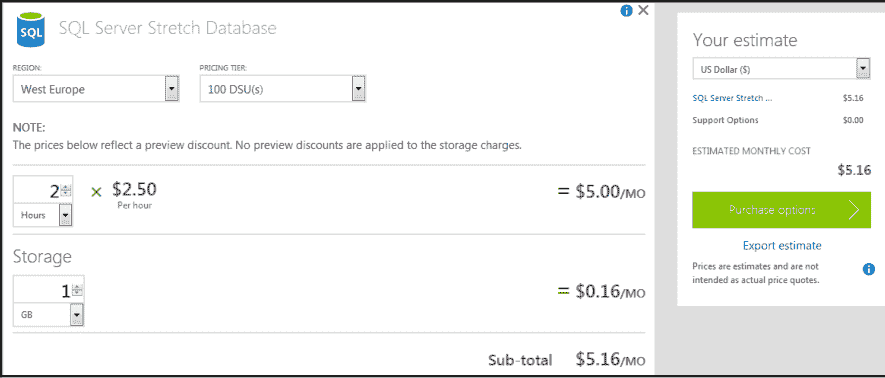 SQL
SQL Server Stretch Database
REGION:
PRICING TIER:
West Europe
100 DSU(s)
NOTE:
The prices below reflect a preview discount. No preview discounts are applied to the storage charges.
2 × $2.50 = $5.00/MO
Per hour
Hours
Storage
1 = $0.16/MO
GB
Sub-total $5.16/MO
Your estimate
US Dollar ($)
SQL Server Stretch ... $5.16
Support Options $0.00
ESTIMATED MONTHLY COST
$5.16
Purchase options
Export estimate
Prices are estimates and are not
intended as actual price quotes.